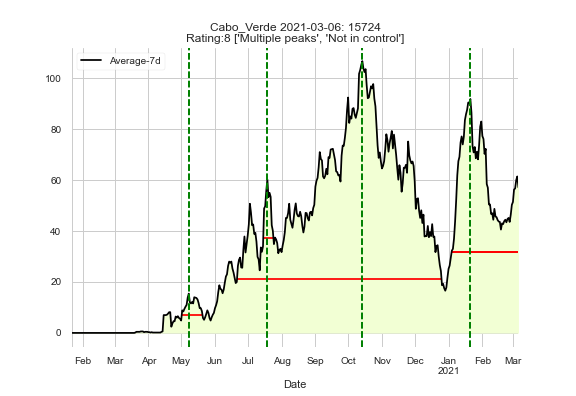 Cabo_Verde 2021-03-06: 15724
Rating:8 ['Multiple peaks', 'Not in control']
Average-7d
100
80
60
40
20
0
Feb Mar Apr May Jun Jul Aug Sep Oct Nov Dec Jan Feb Mar
2021
Date